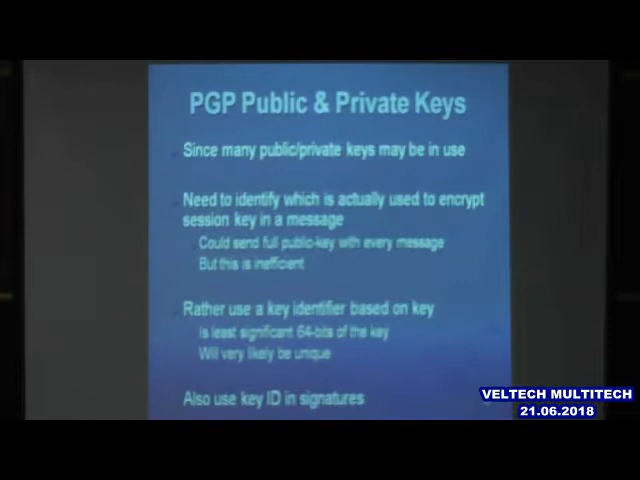 PGP Public & Private Keys
Since many public/private keys may be in use
Need to identify which is actually used to encrypt
session key in a message
Could send full public-key with every message
But this is inefficient
Rather use a key identifier based on key
Is least significant 64-bits of the key
Will very likely be unique
Also use key ID in signatures
VELTECH MULTITECH
21.06.2018